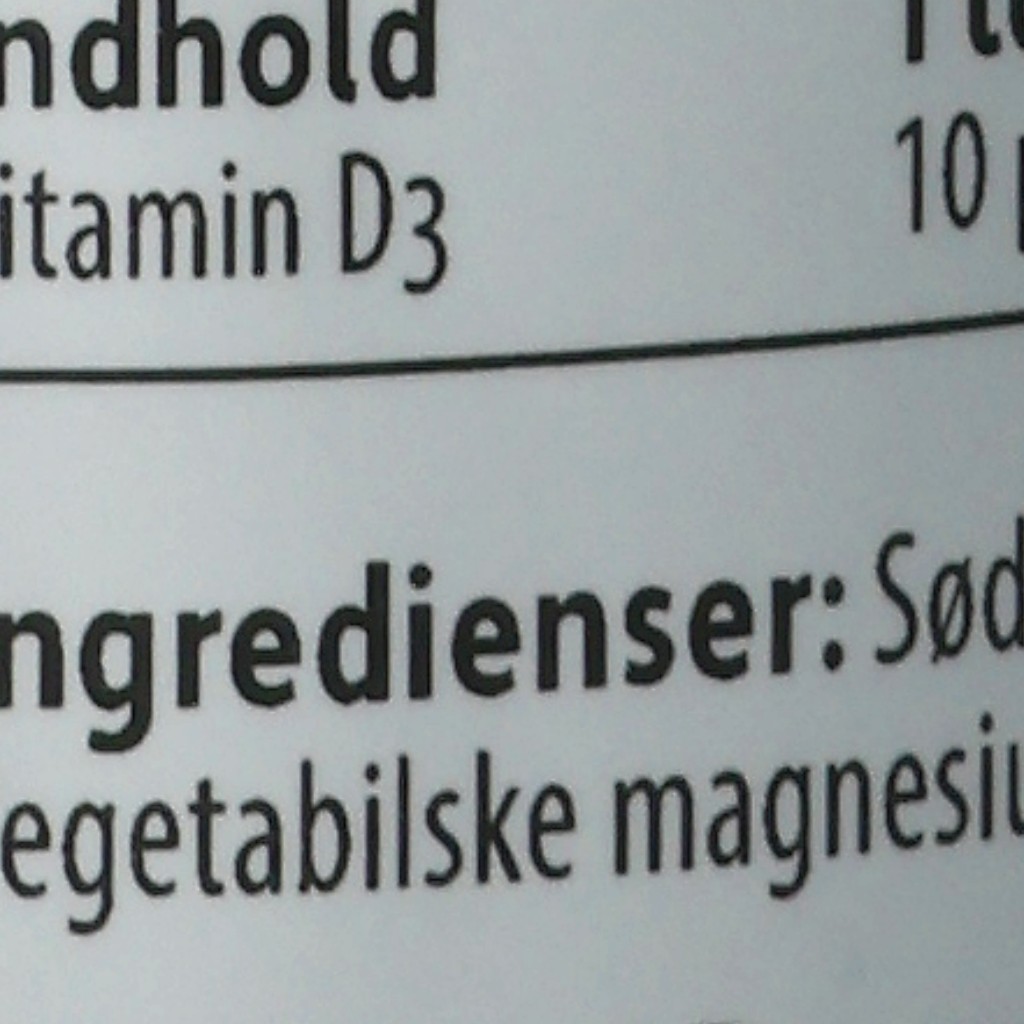 ndhold
itamin D3 10
ngredienser: Sød
egetabilske magnesiu